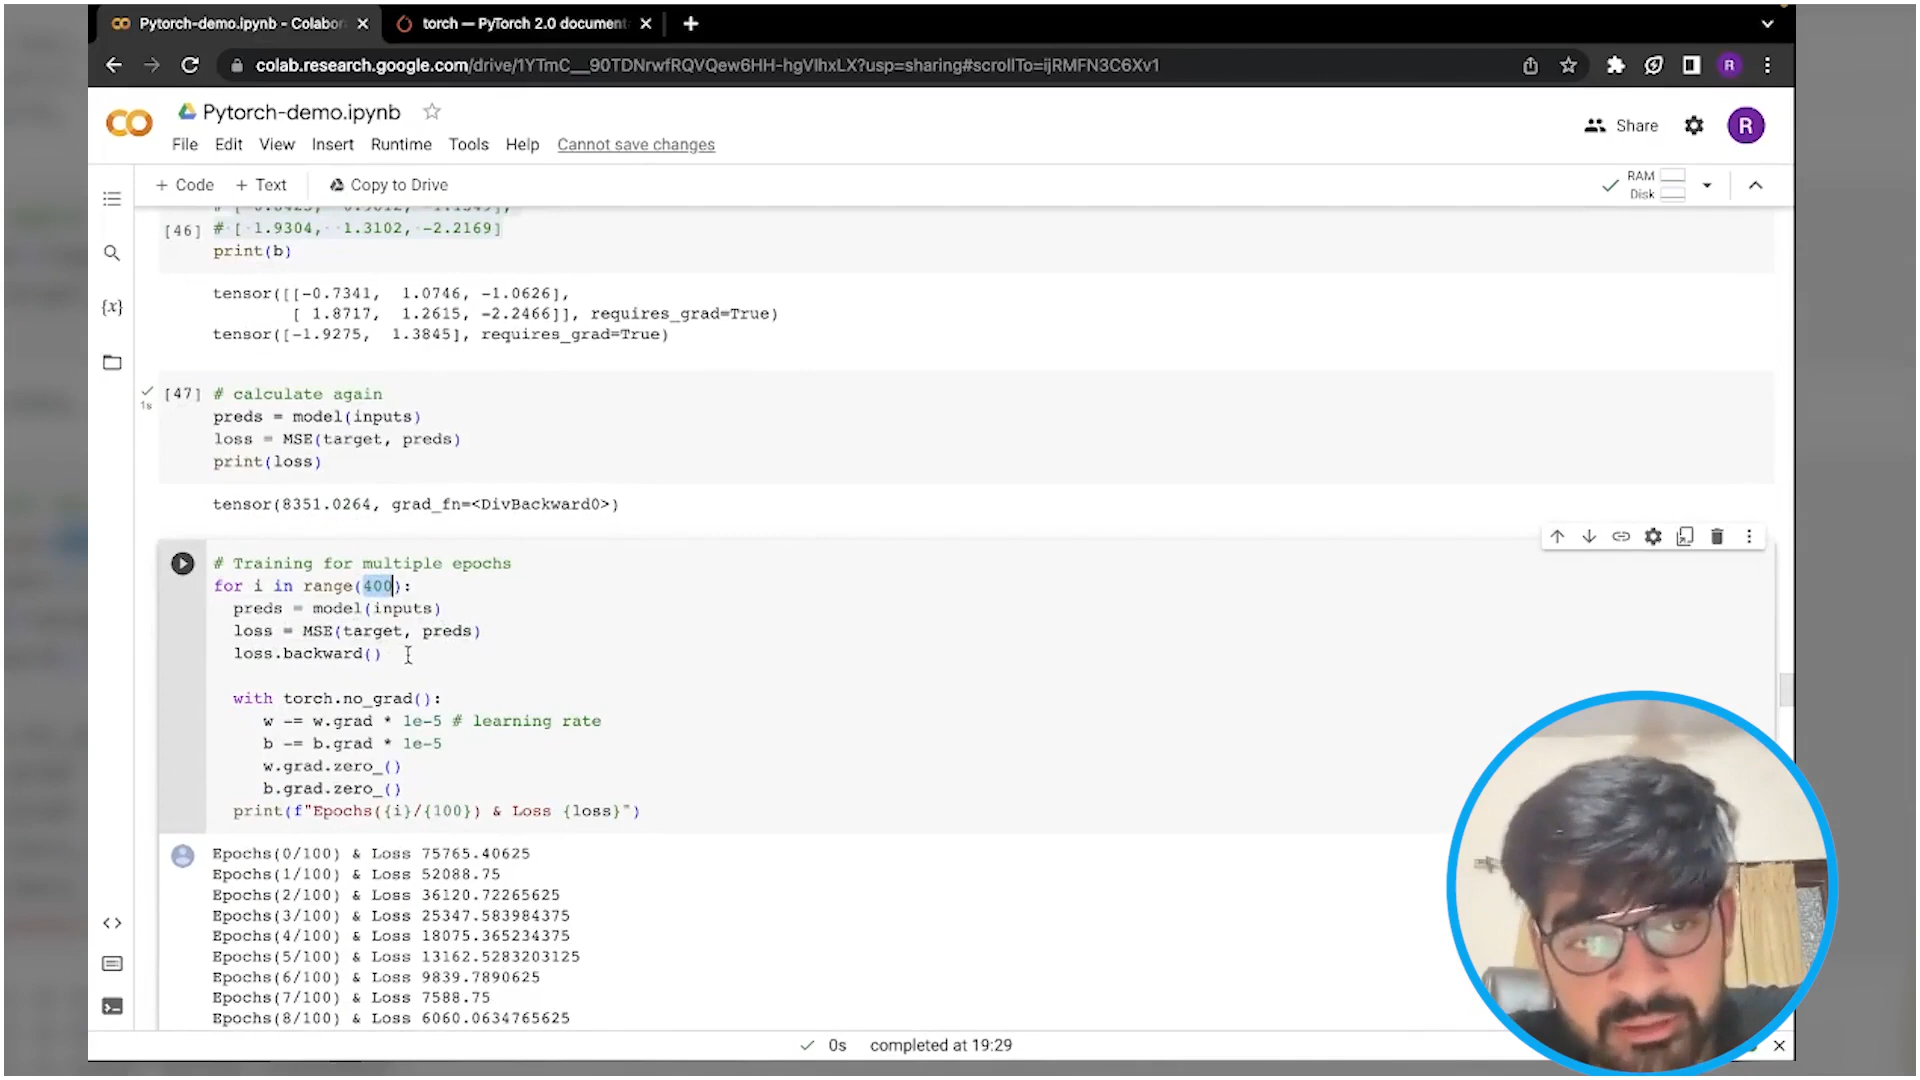 Pytorch-demo.ipynb - Colabor
torch — PyTorch 2.0 document
colab.research.google.com/drive/1YTmC__90TDNrwfRQVQew6HH-hgVIhxLX?usp=sharing#scrollTo=ijRMFN3C6Xv1
R
Pytorch-demo.ipynb
Share
R
File Edit View Insert Runtime Tools Help Cannot save changes
+ Code + Text Copy to Drive
RAM
Disk
[46] # [ 1.9304, 1.3102, -2.2169]
print(b)
{x}
tensor([[-0.7341, 1.0746, -1.0626],
[ 1.8717, 1.2615, -2.2466]], requires_grad=True)
tensor([-1.9275, 1.3845], requires_grad=True)
[47] # calculate again
1s
preds = model(inputs)
loss = MSE(target, preds)
print(loss)
tensor(8351.0264, grad_fn=<DivBackward0>)
# Training for multiple epochs
for i in range(400):
preds = model(inputs)
loss = MSE(target, preds)
loss.backward()
with torch.no_grad():
w -= w.grad * 1e-5 # learning rate
b -= b.grad * 1e-5
w.grad.zero_()
b.grad.zero_()
print(f"Epochs({i}/{100}) & Loss {loss}")
Epochs(0/100) & Loss 75765.40625
Epochs(1/100) & Loss 52088.75
Epochs(2/100) & Loss 36120.72265625
Epochs(3/100) & Loss 25347.583984375
Epochs(4/100) & Loss 18075.365234375
Epochs(5/100) & Loss 13162.5283203125
Epochs(6/100) & Loss 9839.7890625
Epochs(7/100) & Loss 7588.75
Epochs(8/100) & Loss 6060.0634765625
0s completed at 19:29